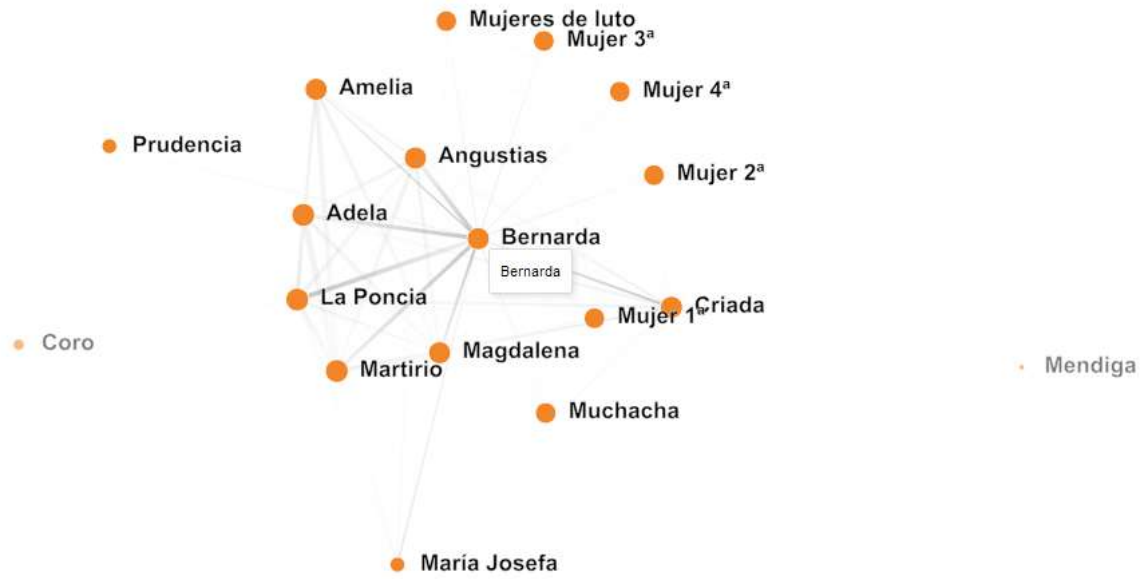 Mujeres de luto
Mujer 3ª
Amelia
Mujer 4ª
Prudencia
Angustias
Mujer 2ª
Adela
Bernarda
Bernarda
La Poncia
Criada
Mujer 1ª
Coro
Magdalena
Martirio
Mendiga
Muchacha
María Josefa